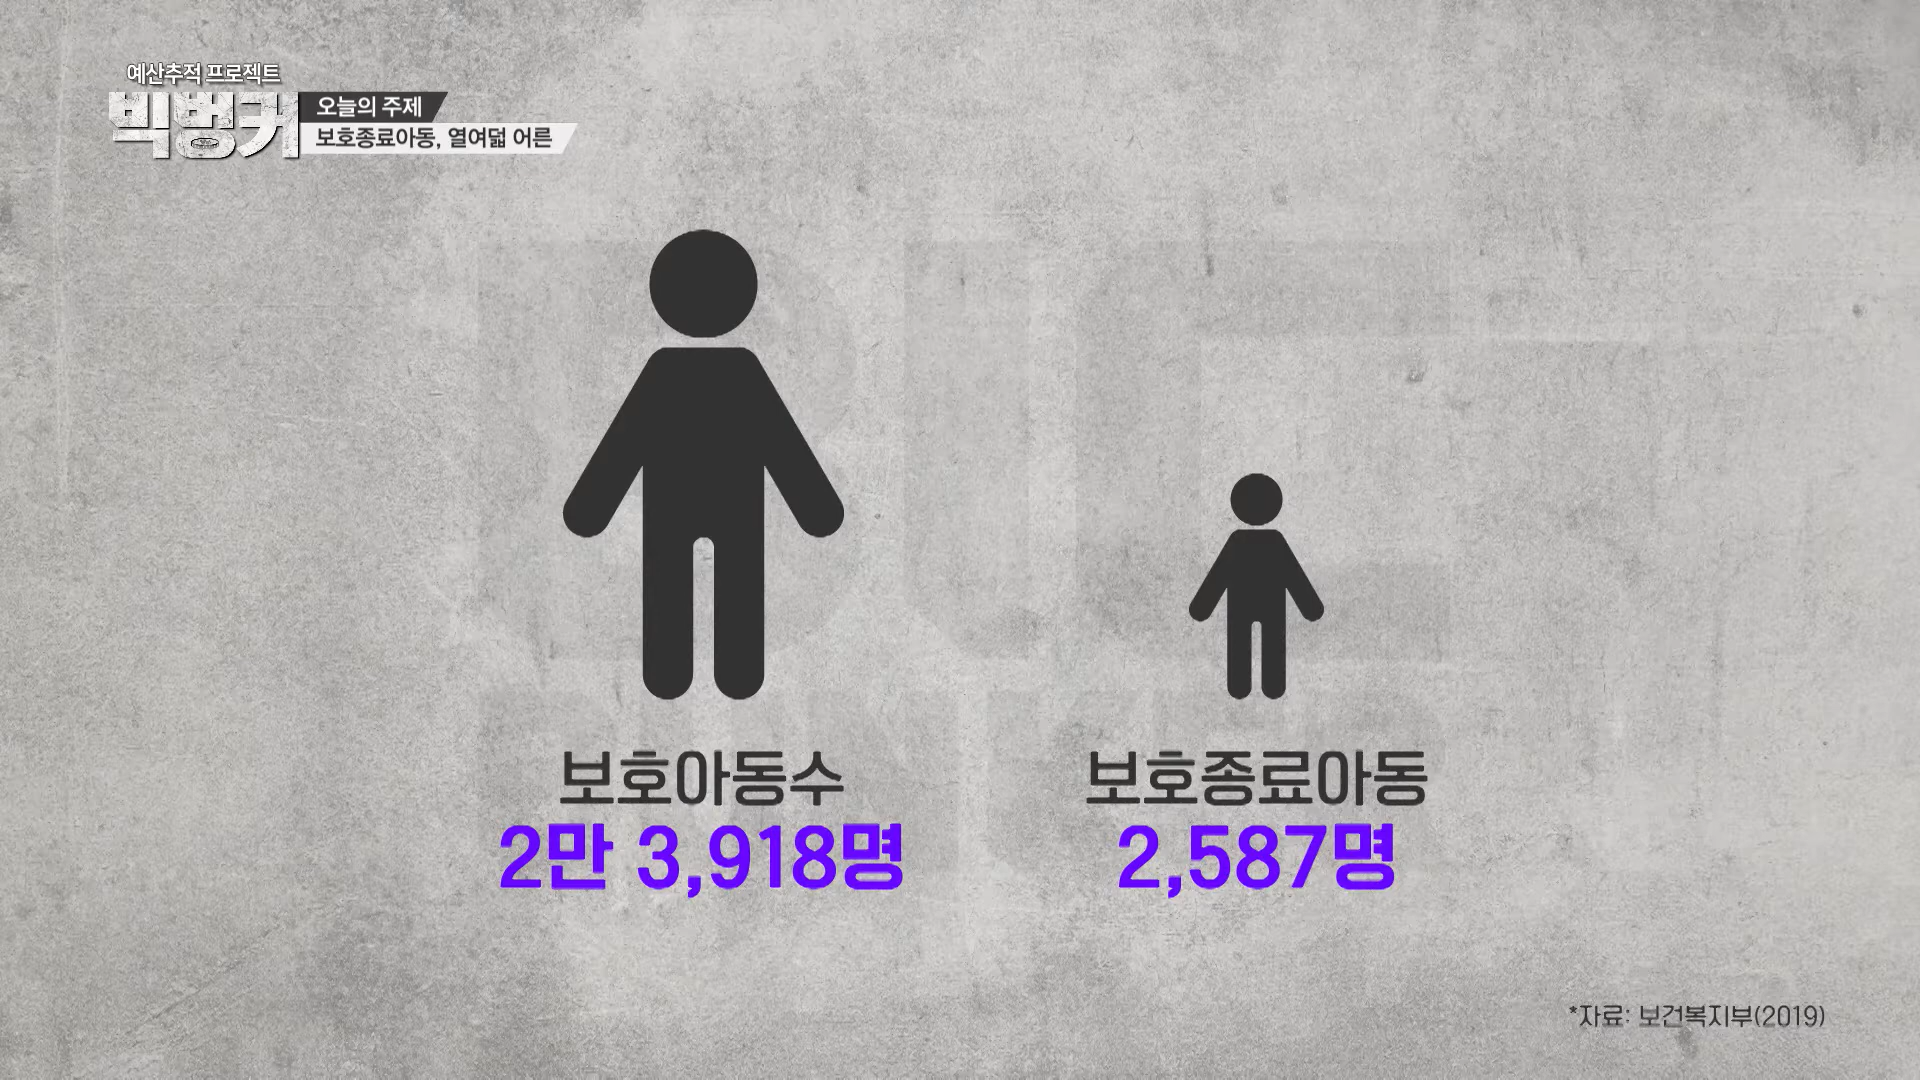 예산추적 프로젝트
빅벙커
오늘의 주제
보호종료아동, 열여덟 어른
보호아동수
2만 3,918명
보호종료아동
2,587명
*자료: 보건복지부(2019)